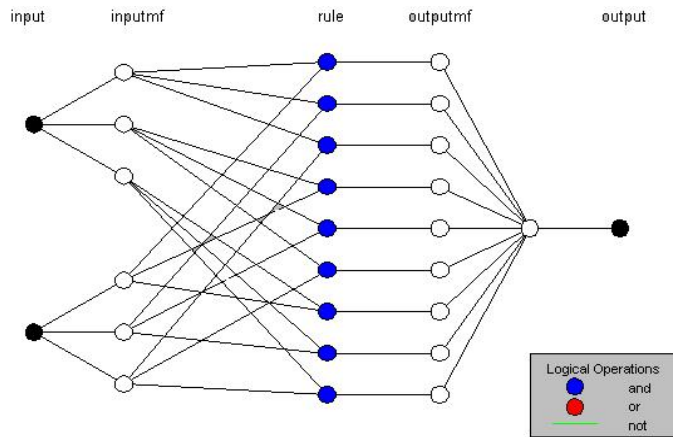 input inputmf rule outputmf output
Logical Operations
and
or
not